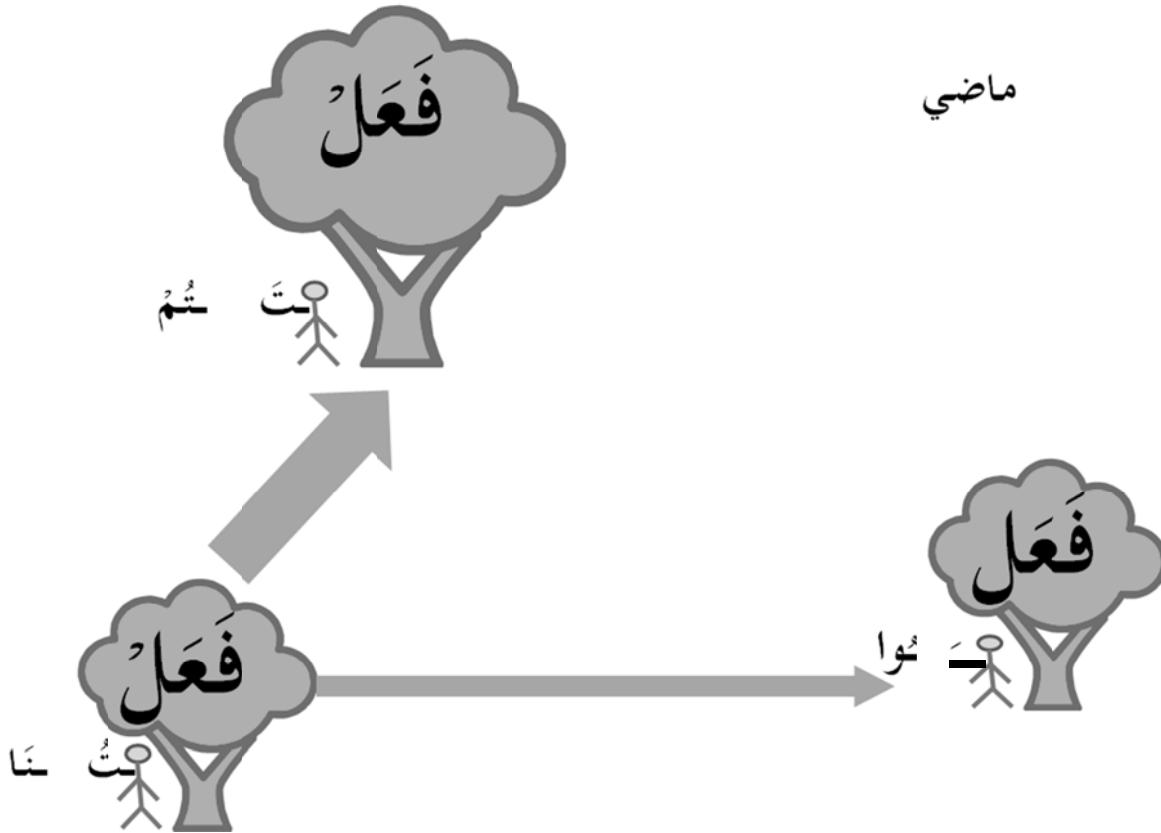 ماضي
فَعَلْ
ـتَ ـتُمْ
فَعَل
ـَ ـُوا
فَعَلْ
ـتُ ـنَا